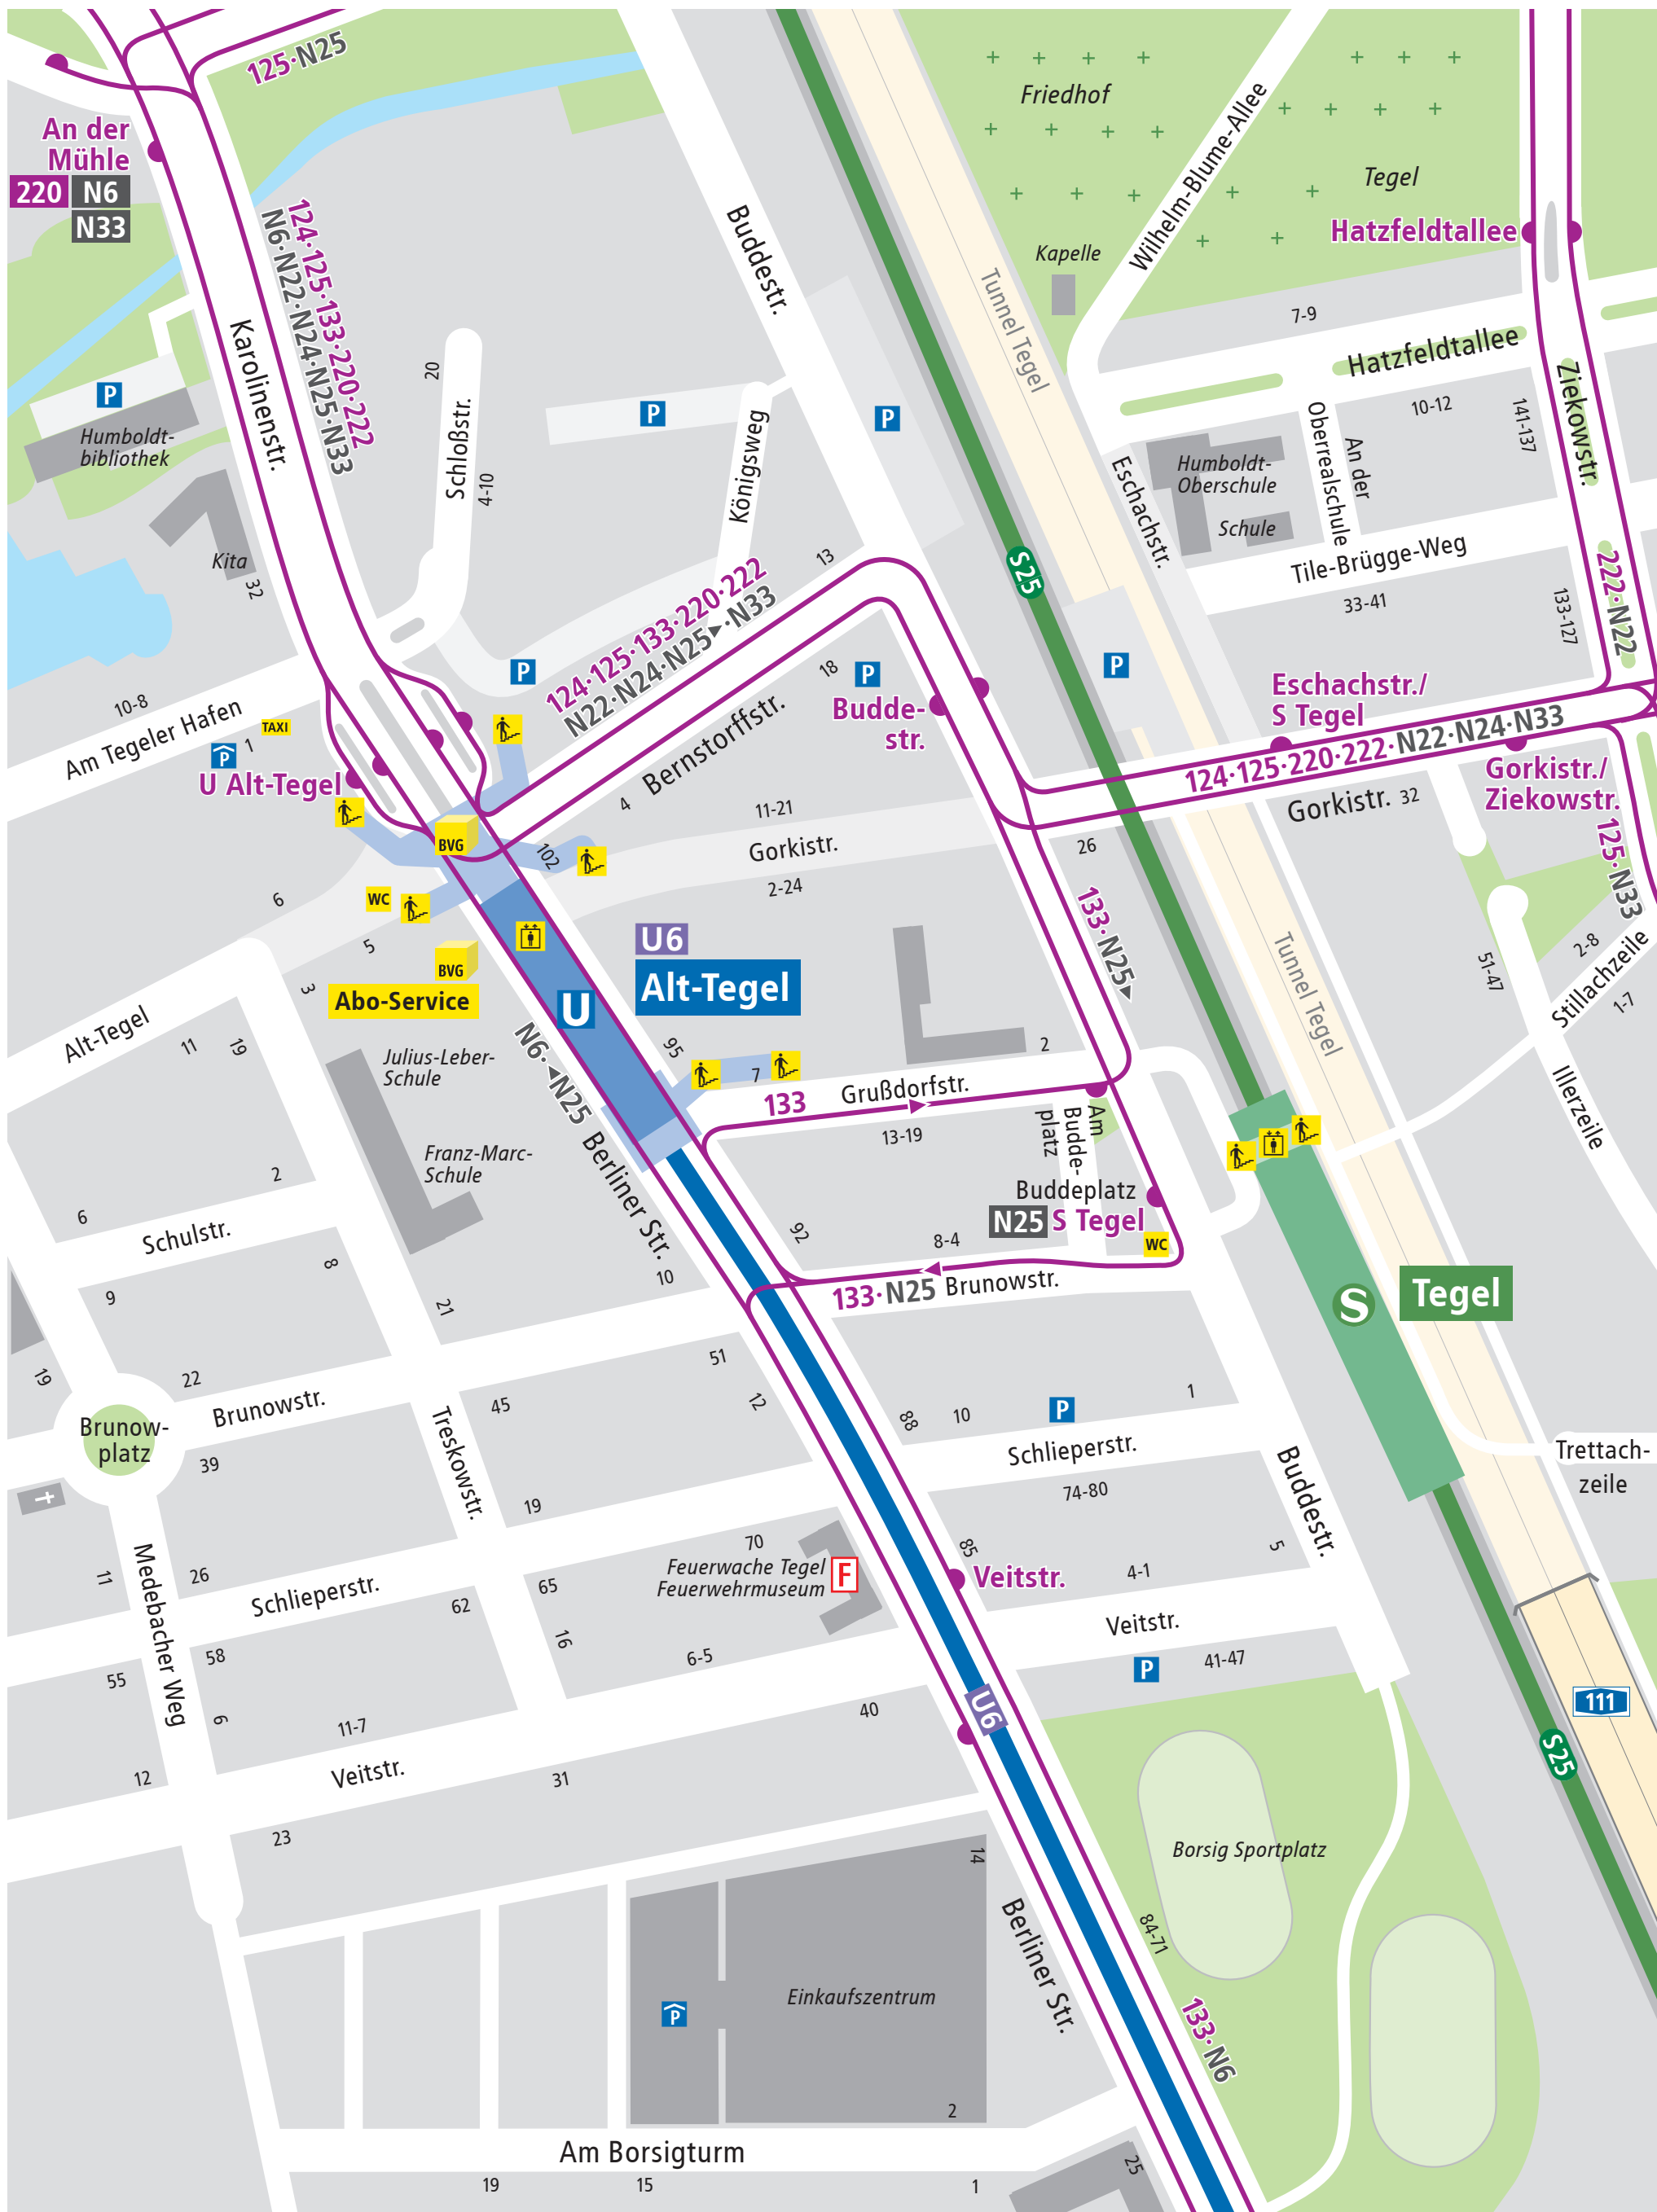 125·N25
An der
Mühle
220 N6
N33
124·125·133·220·222
N6·N22·N24·N25·N33
Karolinenstr.
Buddestr.
Friedhof
Tegel
Kapelle
Wilhelm-Blume-Allee
Hatzfeldtallee
7-9
Hatzfeldtallee
10-12
141-137
Ziekowstr.
Tunnel Tegel
P
Humboldt-
bibliothek
Kita
32
20
Schloßstr.
4-10
P
Königsweg
P
13
Eschachstr.
Humboldt-
Oberschule
Schule
An der
Oberrealschule
Tile-Brügge-Weg
33-41
133-127
222·N22
S25
124·125·133·220·222
N22·N24·N25·N33
P
18
P
Budde-
str.
P
Eschachstr./
S Tegel
124·125·220·222·N22·N24·N33
Gorkistr./
Ziekowstr.
Gorkistr. 32
125·N33
10-8
Am Tegeler Hafen
TAXI
P
1
U Alt-Tegel
BVG
4
Bernstorffstr.
11-21
Gorkistr.
2-24
102
26
133·N25
6
WC
5
3
BVG
Abo-Service
U6
Alt-Tegel
U
N6·N25
95
7
2
Grußdorfstr.
133
13-19
Am
Budde-
platz
Buddeplatz
N25 S Tegel
WC
8-4
133·N25 Brunowstr.
92
Tunnel Tegel
51-47
2-8
Stillachzeile
1-7
Illerzeile
S
Tegel
Alt-Tegel
11
19
Julius-Leber-
Schule
Franz-Marc-
Schule
Berliner Str.
10
2
6
Schulstr.
9
8
21
19
22
Brunowstr.
Brunow-
platz
39
45
51
12
Treskowstr.
88
10
P
1
Schlieperstr.
74-80
Buddestr.
Trettach-
zeile
19
70
Feuerwache Tegel
Feuerwehrmuseum
F
85
Veitstr.
4-1
5
Veitstr.
41-47
P
11
Medebacher Weg
26
Schlieperstr.
62
65
16
55
58
6
6-5
11-7
40
U6
111
S25
12
Veitstr.
31
23
14
Borsig Sportplatz
84-71
Berliner Str.
Einkaufszentrum
P
133·N6
2
Am Borsigturm
19
15
1
25